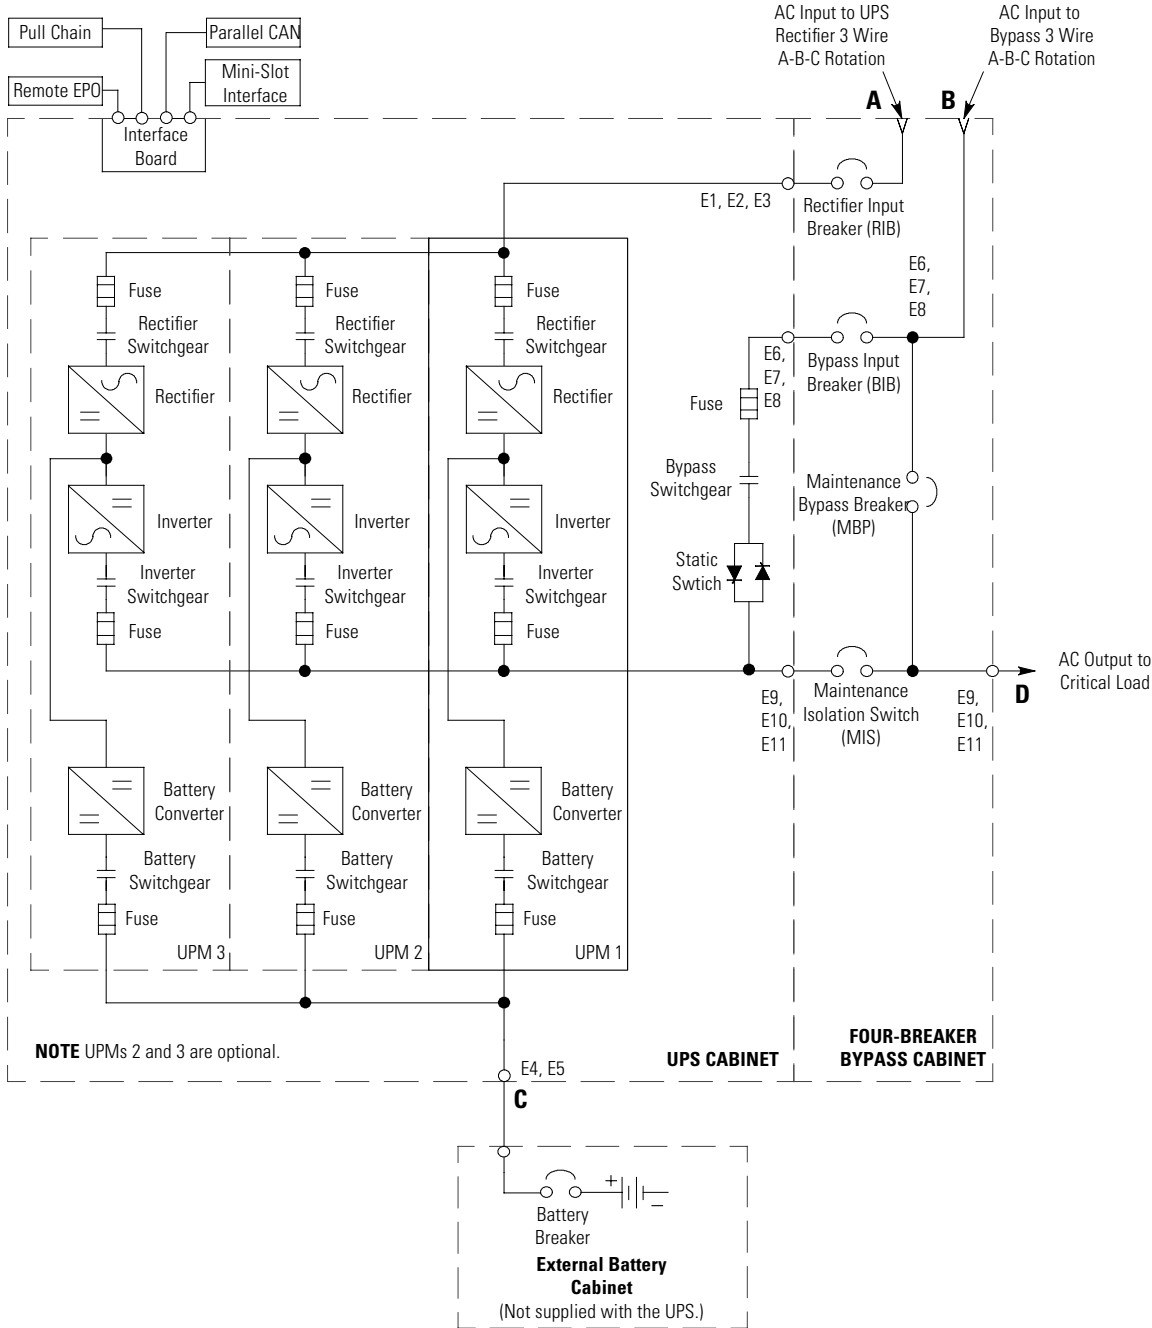 Pull Chain
Parallel CAN
Remote EPO
Mini-Slot
Interface
Interface
Board
AC Input to UPS
Rectifier 3 Wire
A-B-C Rotation
AC Input to
Bypass 3 Wire
A-B-C Rotation
A
B
E1, E2, E3
Rectifier Input
Breaker (RIB)
E6,
E7,
E8
Fuse
Fuse
Fuse
Rectifier
Switchgear
Rectifier
Switchgear
Rectifier
Switchgear
Rectifier
Rectifier
Rectifier
E6,
E7,
E8
Bypass Input
Breaker (BIB)
Fuse
Bypass
Switchgear
Maintenance
Bypass Breaker
(MBP)
Inverter
Inverter
Inverter
Static
Swtich
Inverter
Switchgear
Inverter
Switchgear
Inverter
Switchgear
Fuse
Fuse
Fuse
E9,
E10,
E11
Maintenance
Isolation Switch
(MIS)
E9,
E10,
E11
D
AC Output to
Critical Load
Battery
Converter
Battery
Converter
Battery
Converter
Battery
Switchgear
Battery
Switchgear
Battery
Switchgear
Fuse
Fuse
Fuse
UPM 3
UPM 2
UPM 1
NOTE UPMs 2 and 3 are optional.
UPS CABINET
FOUR-BREAKER
BYPASS CABINET
E4, E5
C
+
–
Battery
Breaker
External Battery
Cabinet
(Not supplied with the UPS.)